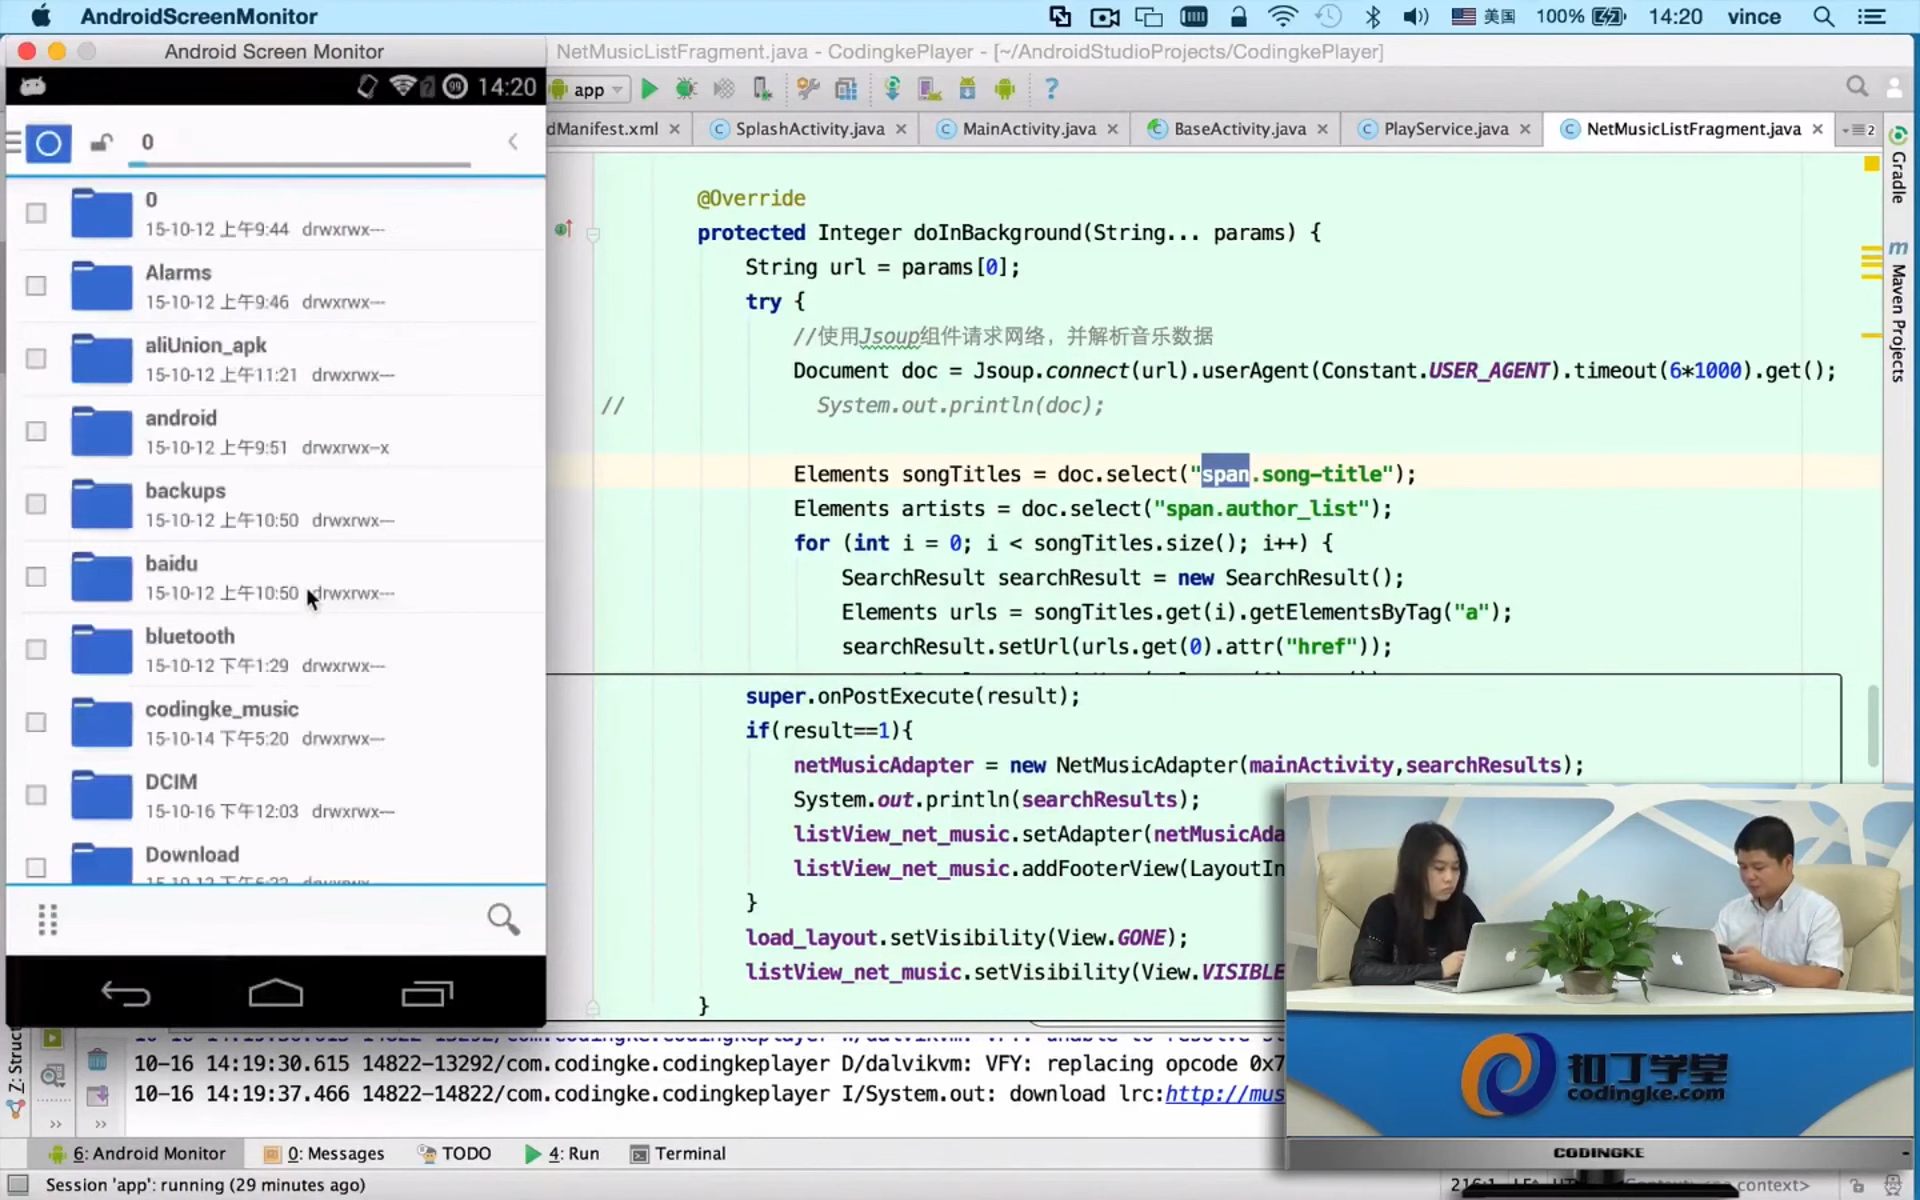 AndroidScreenMonitor
美国 100% 14:20 vince
Android Screen Monitor
NetMusicListFragment.java - CodingkePlayer - [~/AndroidStudioProjects/CodingkePlayer]
99 14:20
app
0
dManifest.xml SplashActivity.java MainActivity.java BaseActivity.java PlayService.java NetMusicListFragment.java 2
Gradle
Maven Projects
0
15-10-12 上午9:44 drwxrwx---
Alarms
15-10-12 上午9:46 drwxrwx---
aliUnion_apk
15-10-12 上午11:21 drwxrwx---
android
15-10-12 上午9:51 drwxrwx--x
backups
15-10-12 上午10:50 drwxrwx---
baidu
15-10-12 上午10:50 drwxrwx---
bluetooth
15-10-12 下午1:29 drwxrwx---
codingke_music
15-10-14 下午5:20 drwxrwx---
DCIM
15-10-16 下午12:03 drwxrwx---
Download
@Override
protected Integer doInBackground(String... params) {
String url = params[0];
try {
//使用Jsoup组件请求网络，并解析音乐数据
Document doc = Jsoup.connect(url).userAgent(Constant.USER_AGENT).timeout(6*1000).get();
// System.out.println(doc);
Elements songTitles = doc.select("span.song-title");
Elements artists = doc.select("span.author_list");
for (int i = 0; i < songTitles.size(); i++) {
SearchResult searchResult = new SearchResult();
Elements urls = songTitles.get(i).getElementsByTag("a");
searchResult.setUrl(urls.get(0).attr("href"));
super.onPostExecute(result);
if(result==1){
netMusicAdapter = new NetMusicAdapter(mainActivity,searchResults);
System.out.println(searchResults);
listView_net_music.setAdapter(netMusicAda
listView_net_music.addFooterView(LayoutIn
}
load_layout.setVisibility(View.GONE);
listView_net_music.setVisibility(View.VISIBLE
}
10-16 14:19:30.615 14822-13292/com.codingke.codingkeplayer D/dalvikvm: VFY: replacing opcode 0x7
10-16 14:19:37.466 14822-14822/com.codingke.codingkeplayer I/System.out: download lrc:http://mus
Z: Struct
6: Android Monitor 0: Messages TODO 4: Run Terminal
Session 'app': running (29 minutes ago)
扣丁学堂
codingke.com
CODINGKE
context>